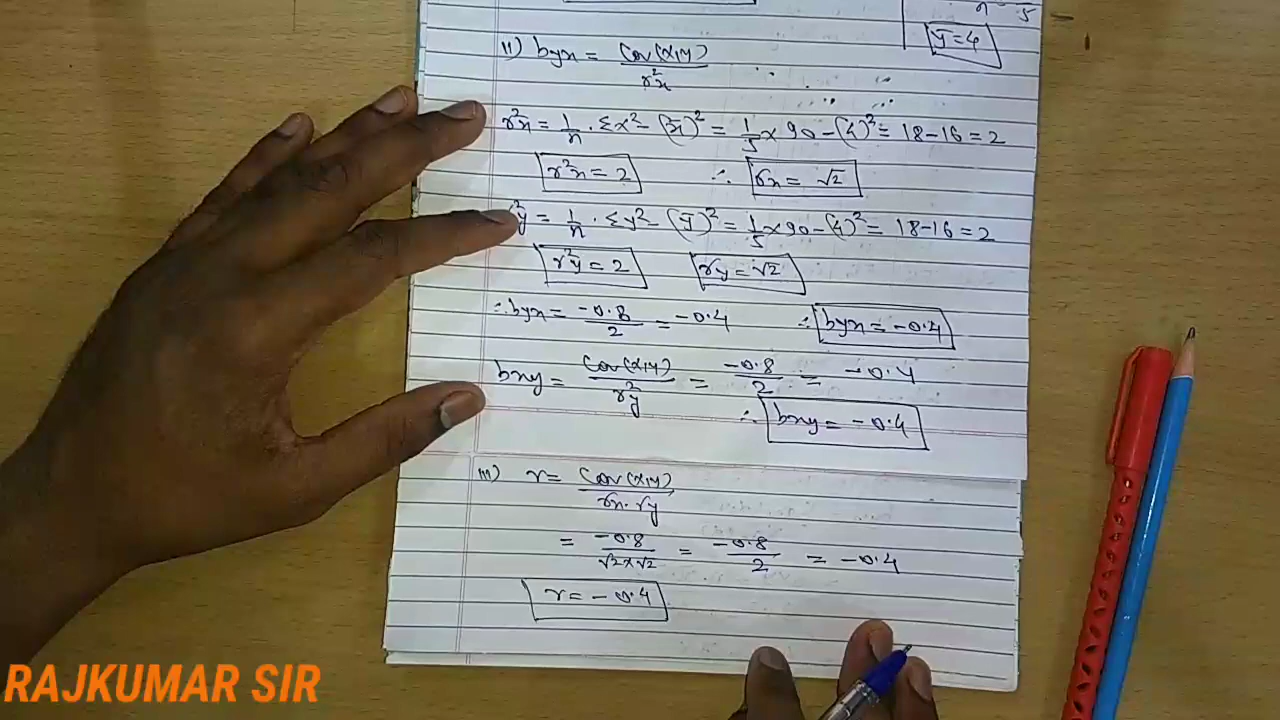 ȳ=4
11) byx = Cov(x,y) / σ²x
σ²x = 1/n · Σx² - (x̄)² = 1/5 x 90 - (4)² = 18-16=2
σ²x = 2 ∴ σx = √2
σ²y = 1/n · Σy² - (ȳ)² = 1/5 x 90 - (4)² = 18-16=2
σ²y = 2 σy = √2
∴ byx = -0.8 / 2 = -0.4 ∴ byx = -0.4
bxy = Cov(x,y) / σ²y = -0.8 / 2 = -0.4
∴ bxy = -0.4
111) r = Cov(x,y) / σx·σy
= -0.8 / √2x√2 = -0.8 / 2 = -0.4
r = -0.4
RAJKUMAR SIR